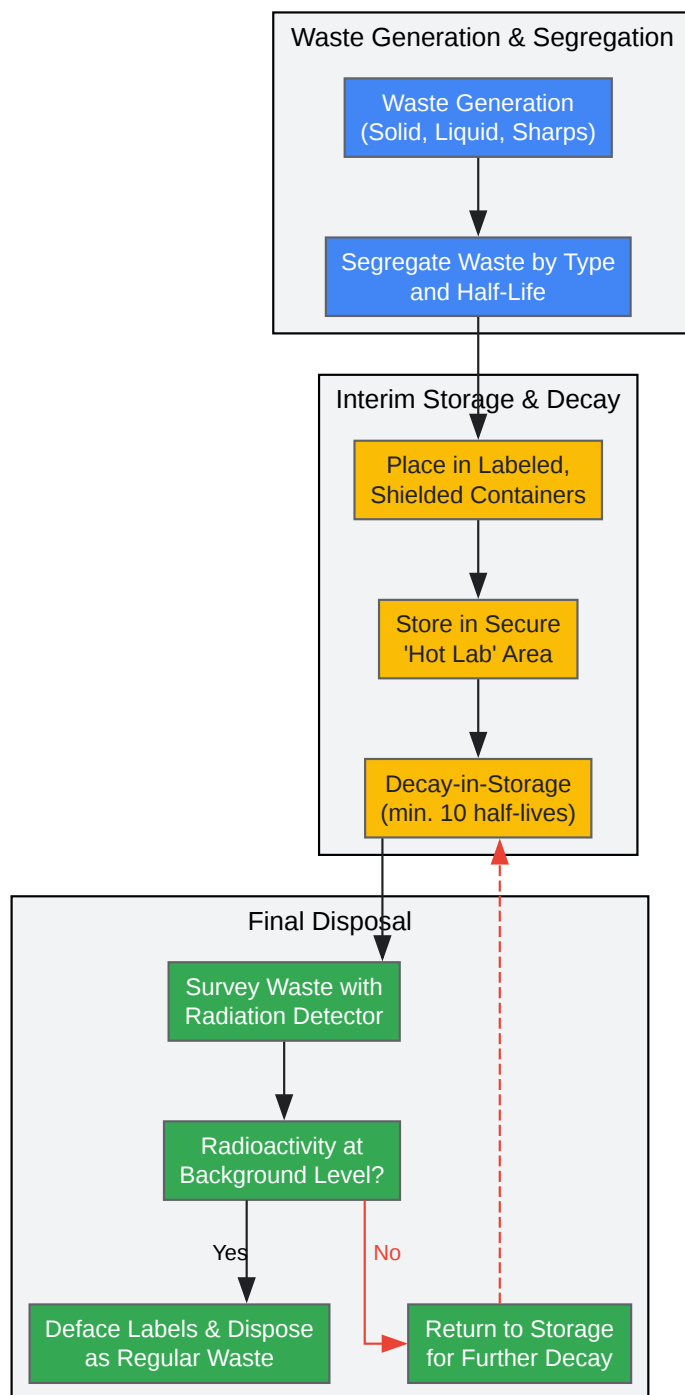 Waste Generation & Segregation
Waste Generation
(Solid, Liquid, Sharps)
Segregate Waste by Type
and Half-Life
Interim Storage & Decay
Place in Labeled,
Shielded Containers
Store in Secure
'Hot Lab' Area
Decay-in-Storage
(min. 10 half-lives)
Final Disposal
Survey Waste with
Radiation Detector
Radioactivity at
Background Level?
Yes
No
Deface Labels & Dispose
as Regular Waste
Return to Storage
for Further Decay